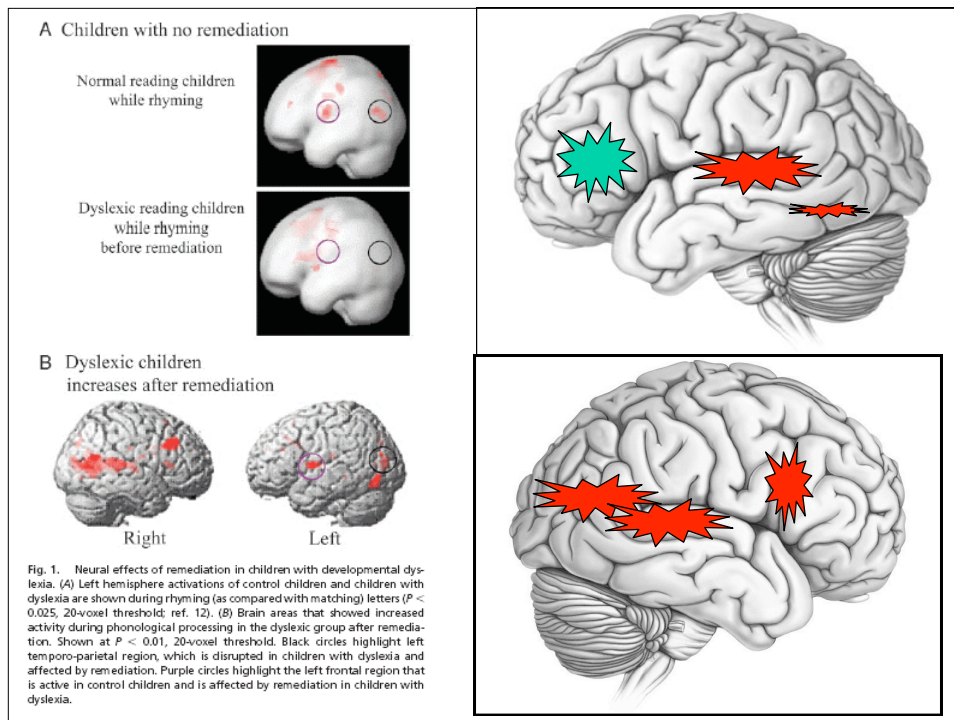 A Children with no remediation
Normal reading children
while rhyming
Dyslexic reading children
while rhyming
before remediation
B Dyslexic children
increases after remediation
Right
Left
Fig. 1. Neural effects of remediation in children with developmental dys-
lexia. (A) Left hemisphere activations of control children and children with
dyslexia are shown during rhyming (as compared with matching) letters (P <
0.025, 20-voxel threshold; ref. 12). (B) Brain areas that showed increased
activity during phonological processing in the dyslexic group after remedia-
tion. Shown at P < 0.01, 20-voxel threshold. Black circles highlight left
temporo-parietal region, which is disrupted in children with dyslexia and
affected by remediation. Purple circles highlight the left frontal region that
is active in control children and is affected by remediation in children with
dyslexia.